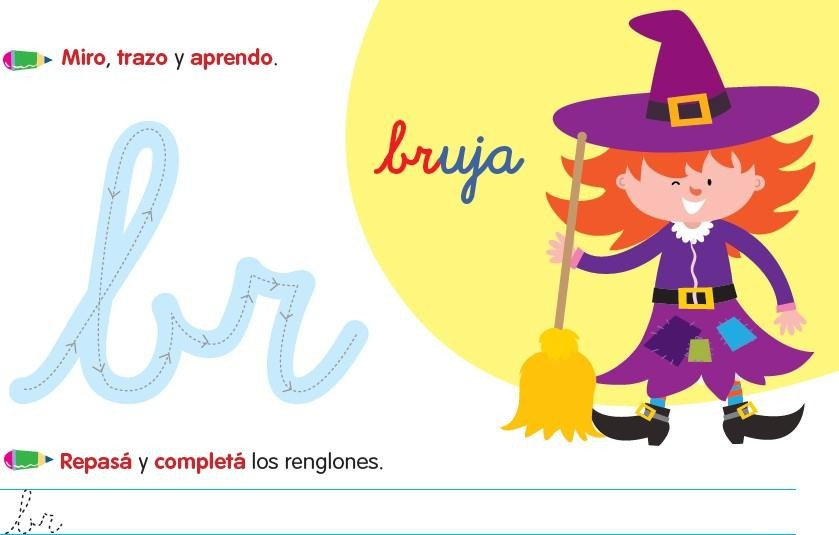 Miro, trazo y aprendo.
br
bruja
Repasá y completá los renglones.
br